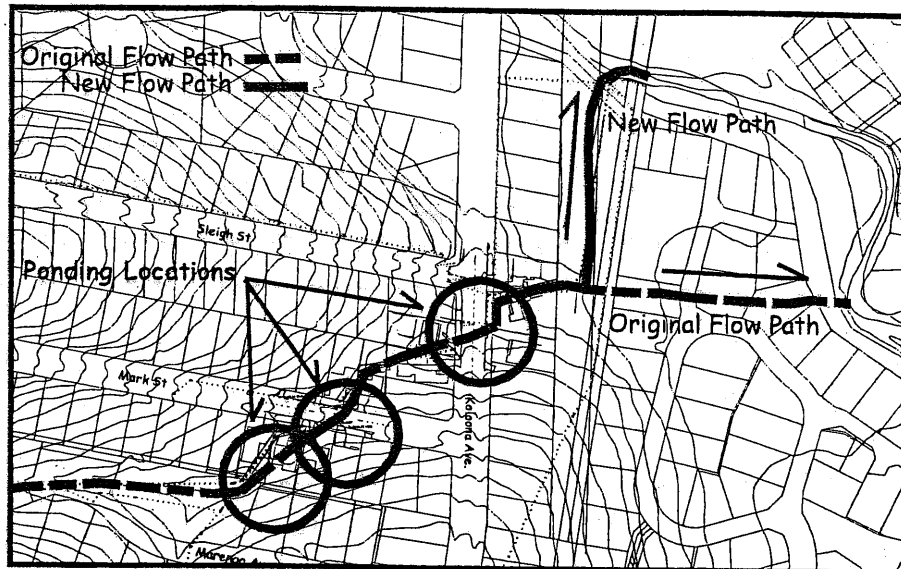 Original Flow Path
New Flow Path
New Flow Path
Sleigh St
Ponding Locations
Original Flow Path
Mark St
Kaloona Ave.